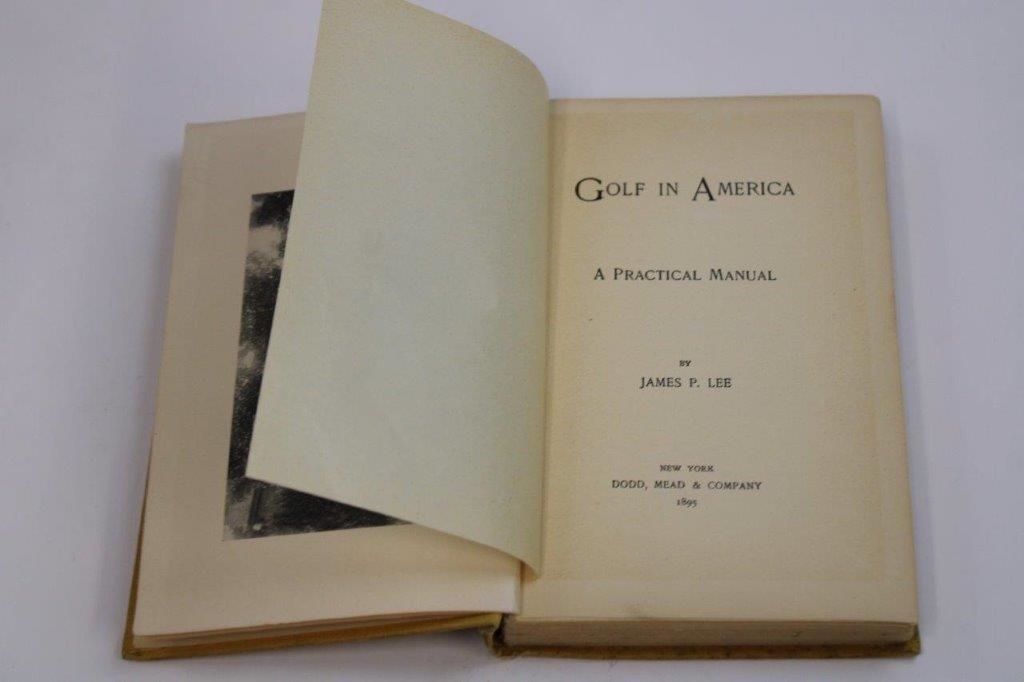 GOLF IN AMERICA
A PRACTICAL MANUAL
BY
JAMES P. LEE
NEW YORK
DODD, MEAD & COMPANY
1895